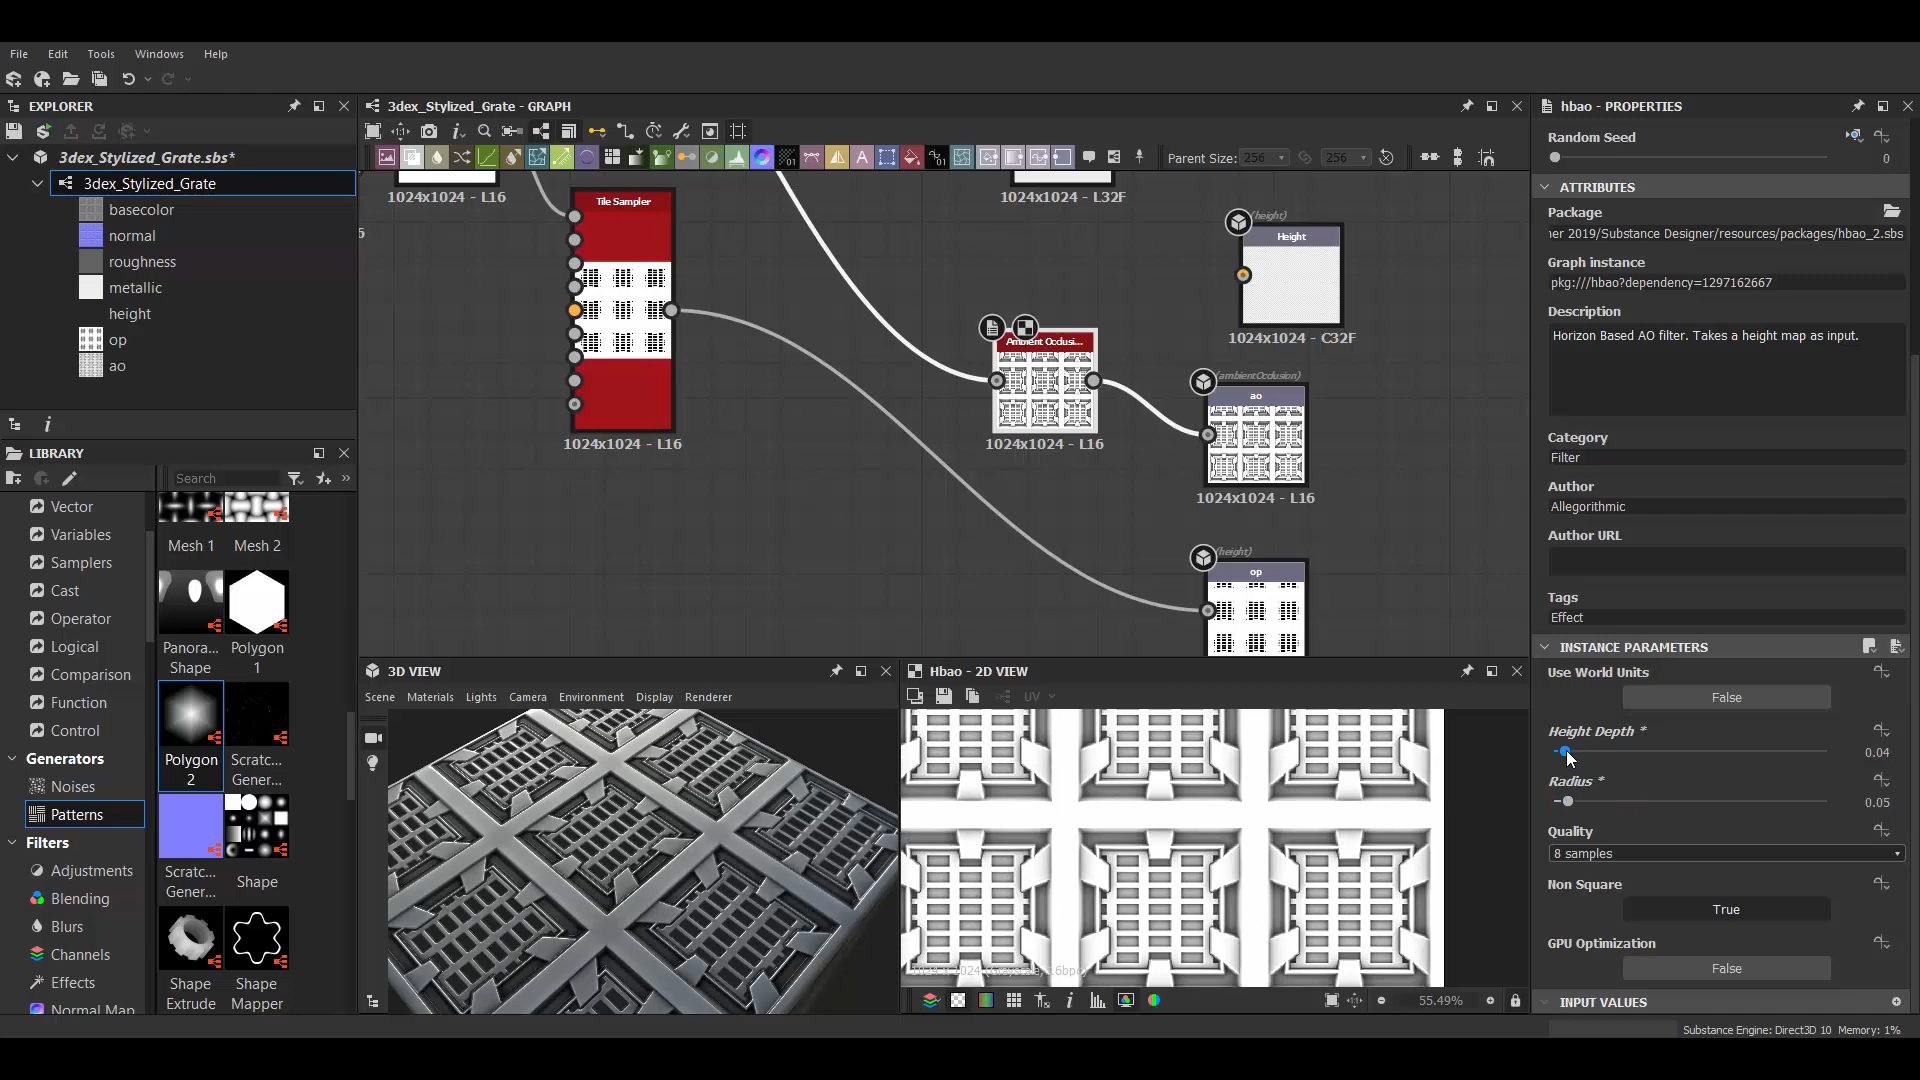 File Edit Tools Windows Help
EXPLORER
3dex_Stylized_Grate.sbs*
3dex_Stylized_Grate
basecolor
normal
roughness
metallic
height
op
ao
LIBRARY
Search
Vector
Variables
Samplers
Cast
Operator
Logical
Comparison
Function
Control
Generators
Noises
Patterns
Filters
Adjustments
Blending
Blurs
Channels
Effects
Normal Map
Mesh 1 Mesh 2
Panora... Shape
Polygon 1
Polygon 2
Scratc... Gener...
Scratc... Gener...
Shape
Shape Extrude
Shape Mapper
3dex_Stylized_Grate - GRAPH
Parent Size: 256 256
1024x1024 - L16
5
Tile Sampler
1024x1024 - L16
1024x1024 - L32F
(height)
Height
1024x1024 - C32F
Ambient Occlusi...
1024x1024 - L16
(ambientOcclusion)
ao
1024x1024 - L16
(height)
op
3D VIEW
Scene Materials Lights Camera Environment Display Renderer
Hbao - 2D VIEW
UV
1024 x 1024 (Grayscale, 16bpc)
55.49%
hbao - PROPERTIES
Random Seed
0
ATTRIBUTES
Package
ner 2019/Substance Designer/resources/packages/hbao_2.sbs
Graph instance
pkg:///hbao?dependency=1297162667
Description
Horizon Based AO filter. Takes a height map as input.
Category
Filter
Author
Allegorithmic
Author URL
Tags
Effect
INSTANCE PARAMETERS
Use World Units
False
Height Depth *
0.04
Radius *
0.05
Quality
8 samples
Non Square
True
GPU Optimization
False
INPUT VALUES
Substance Engine: Direct3D 10 Memory: 1%